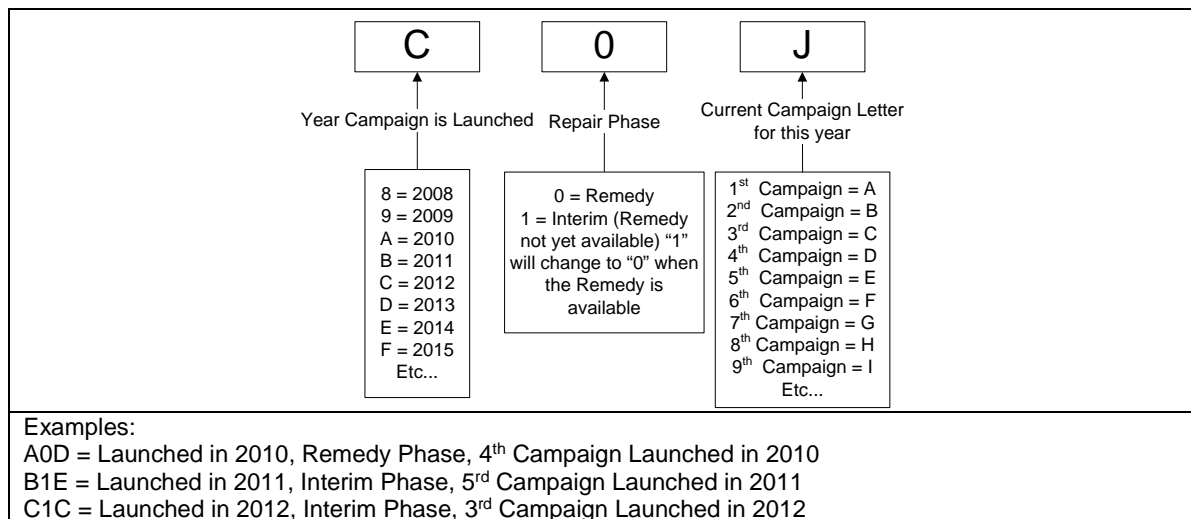 C 0 J
Year Campaign is Launched
Repair Phase
Current Campaign Letter
for this year
8 = 2008
9 = 2009
A = 2010
B = 2011
C = 2012
D = 2013
E = 2014
F = 2015
Etc...
0 = Remedy
1 = Interim (Remedy
not yet available) “1”
will change to “0” when
the Remedy is
available
1st Campaign = A
2nd Campaign = B
3rd Campaign = C
4th Campaign = D
5th Campaign = E
6th Campaign = F
7th Campaign = G
8th Campaign = H
9th Campaign = I
Etc...
Examples:
A0D = Launched in 2010, Remedy Phase, 4th Campaign Launched in 2010
B1E = Launched in 2011, Interim Phase, 5rd Campaign Launched in 2011
C1C = Launched in 2012, Interim Phase, 3rd Campaign Launched in 2012